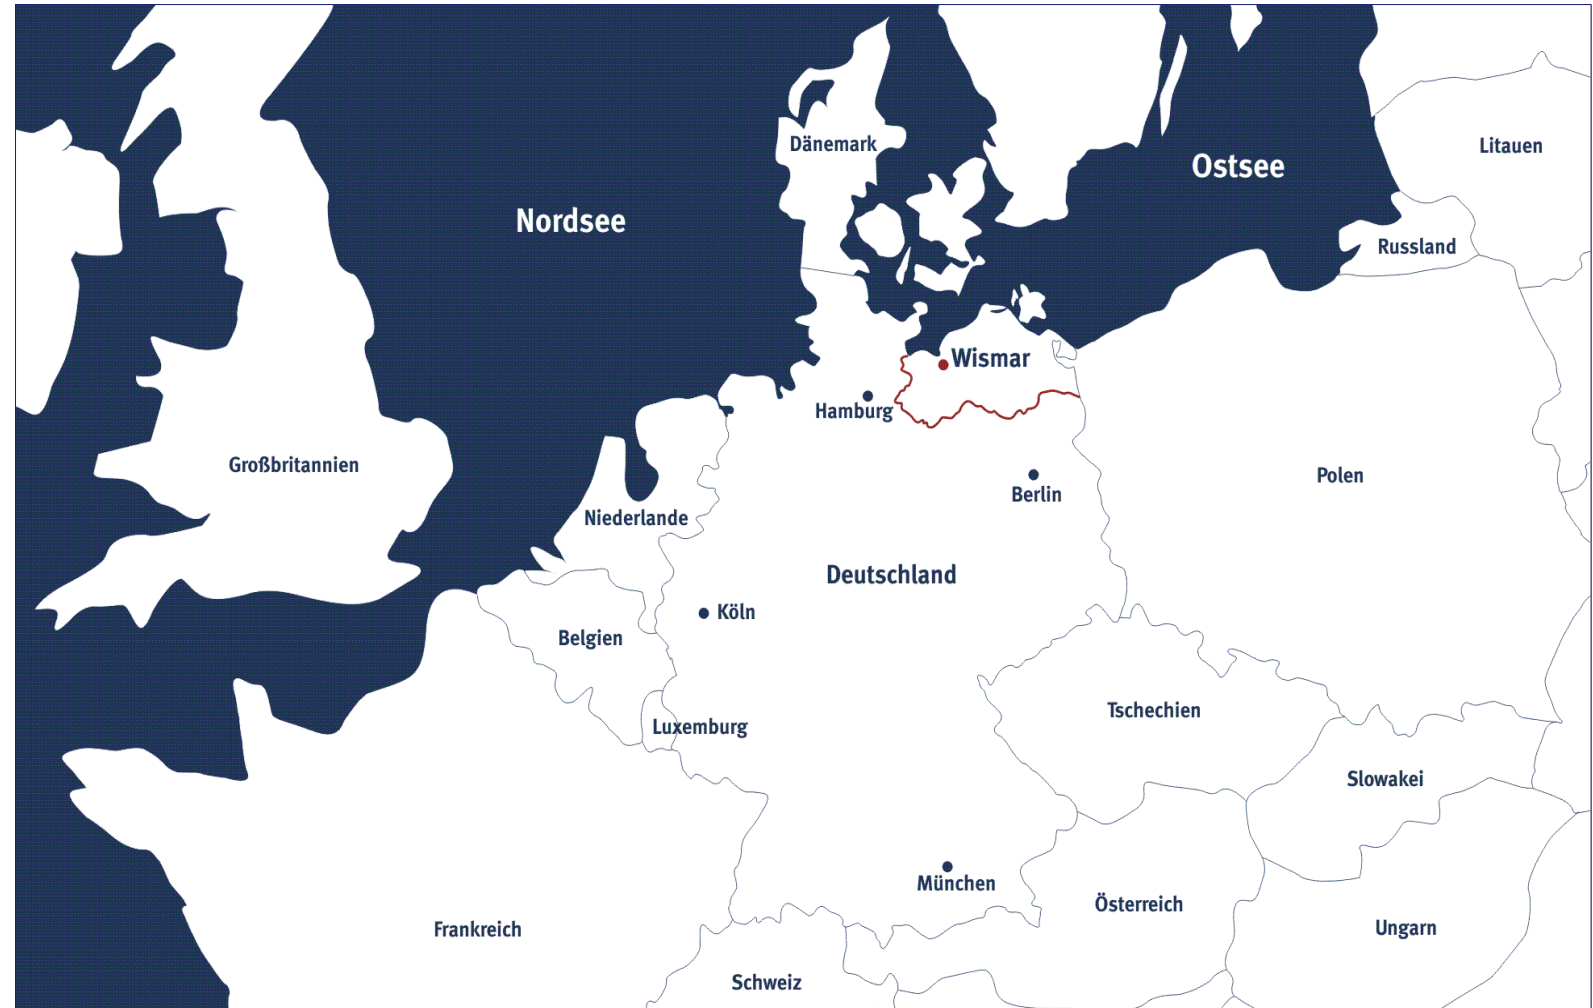 Dänemark
Litauen
Ostsee
Nordsee
Russland
Wismar
Hamburg
Großbritannien
Polen
Berlin
Niederlande
Deutschland
Köln
Belgien
Tschechien
Luxemburg
Slowakei
München
Österreich
Frankreich
Ungarn
Schweiz